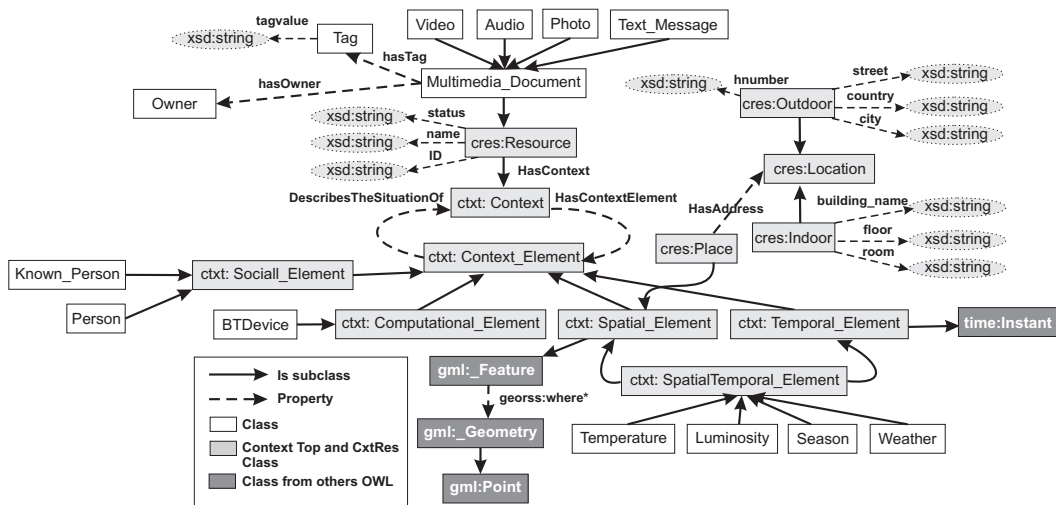 Video
Audio
Photo
Text_Message
tagvalue
xsd:string
Tag
hasTag
Multimedia_Document
hasOwner
Owner
status
xsd:string
name
xsd:string
ID
xsd:string
cres:Resource
HasContext
hnumber
xsd:string
cres:Outdoor
street
xsd:string
country
xsd:string
city
xsd:string
cres:Location
DescribesTheSituationOf
ctxt: Context
HasContextElement
HasAddress
building_name
xsd:string
cres:Place
cres:Indoor
floor
xsd:string
room
xsd:string
ctxt: Context_Element
Known_Person
ctxt: Sociall_Element
Person
BTDevice
ctxt: Computational_Element
ctxt: Spatial_Element
ctxt: Temporal_Element
time:Instant
gml:_Feature
ctxt: SpatialTemporal_Element
georss:where*
gml:_Geometry
Temperature
Luminosity
Season
Weather
gml:Point
Is subclass
Property
Class
Context Top and CxtRes
Class
Class from others OWL